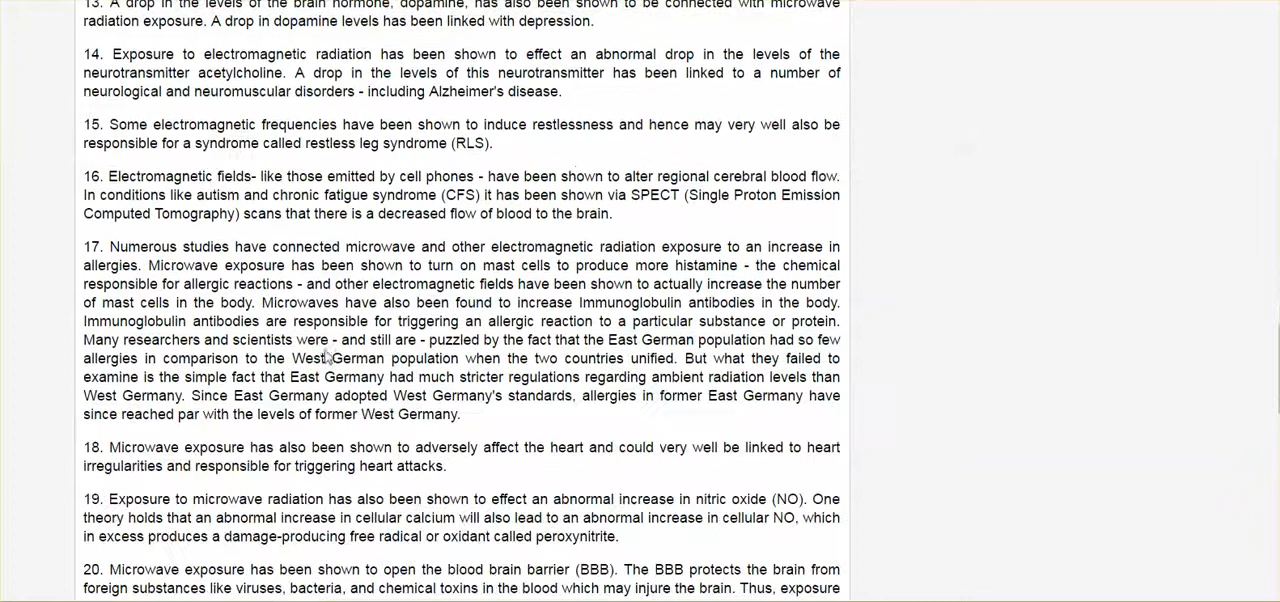 13. A drop in the levels of the brain hormone, dopamine, has also been shown to be connected with microwave
radiation exposure. A drop in dopamine levels has been linked with depression.
14. Exposure to electromagnetic radiation has been shown to effect an abnormal drop in the levels of the
neurotransmitter acetylcholine. A drop in the levels of this neurotransmitter has been linked to a number of
neurological and neuromuscular disorders - including Alzheimer's disease.
15. Some electromagnetic frequencies have been shown to induce restlessness and hence may very well also be
responsible for a syndrome called restless leg syndrome (RLS).
16. Electromagnetic fields- like those emitted by cell phones - have been shown to alter regional cerebral blood flow.
In conditions like autism and chronic fatigue syndrome (CFS) it has been shown via SPECT (Single Proton Emission
Computed Tomography) scans that there is a decreased flow of blood to the brain.
17. Numerous studies have connected microwave and other electromagnetic radiation exposure to an increase in
allergies. Microwave exposure has been shown to turn on mast cells to produce more histamine - the chemical
responsible for allergic reactions - and other electromagnetic fields have been shown to actually increase the number
of mast cells in the body. Microwaves have also been found to increase Immunoglobulin antibodies in the body.
Immunoglobulin antibodies are responsible for triggering an allergic reaction to a particular substance or protein.
Many researchers and scientists were - and still are - puzzled by the fact that the East German population had so few
allergies in comparison to the West German population when the two countries unified. But what they failed to
examine is the simple fact that East Germany had much stricter regulations regarding ambient radiation levels than
West Germany. Since East Germany adopted West Germany's standards, allergies in former East Germany have
since reached par with the levels of former West Germany.
18. Microwave exposure has also been shown to adversely affect the heart and could very well be linked to heart
irregularities and responsible for triggering heart attacks.
19. Exposure to microwave radiation has also been shown to effect an abnormal increase in nitric oxide (NO). One
theory holds that an abnormal increase in cellular calcium will also lead to an abnormal increase in cellular NO, which
in excess produces a damage-producing free radical or oxidant called peroxynitrite.
20. Microwave exposure has been shown to open the blood brain barrier (BBB). The BBB protects the brain from
foreign substances like viruses, bacteria, and chemical toxins in the blood which may injure the brain. Thus, exposure